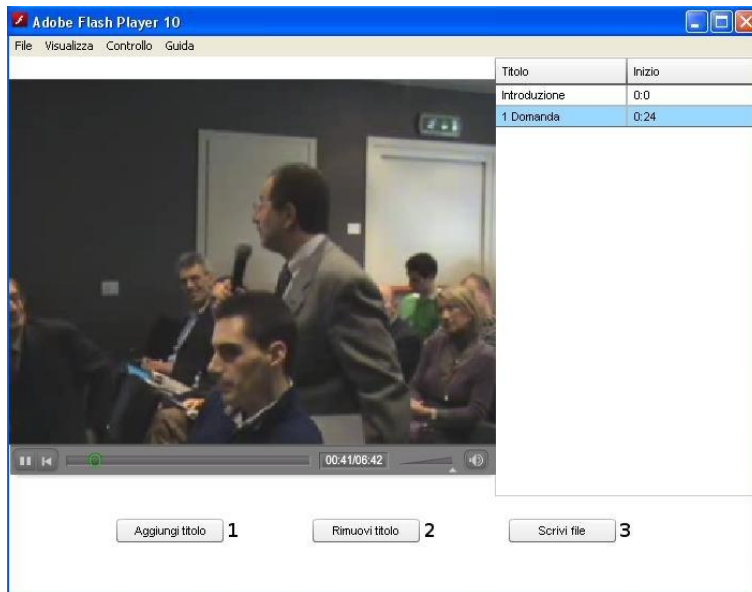 Adobe Flash Player 10
File Visualizza Controllo Guida
Titolo Inizio
Introduzione 0:0
1 Domanda 0:24
00:41/06:42
Aggiungi titolo 1 Rimuovi titolo 2 Scrivi file 3